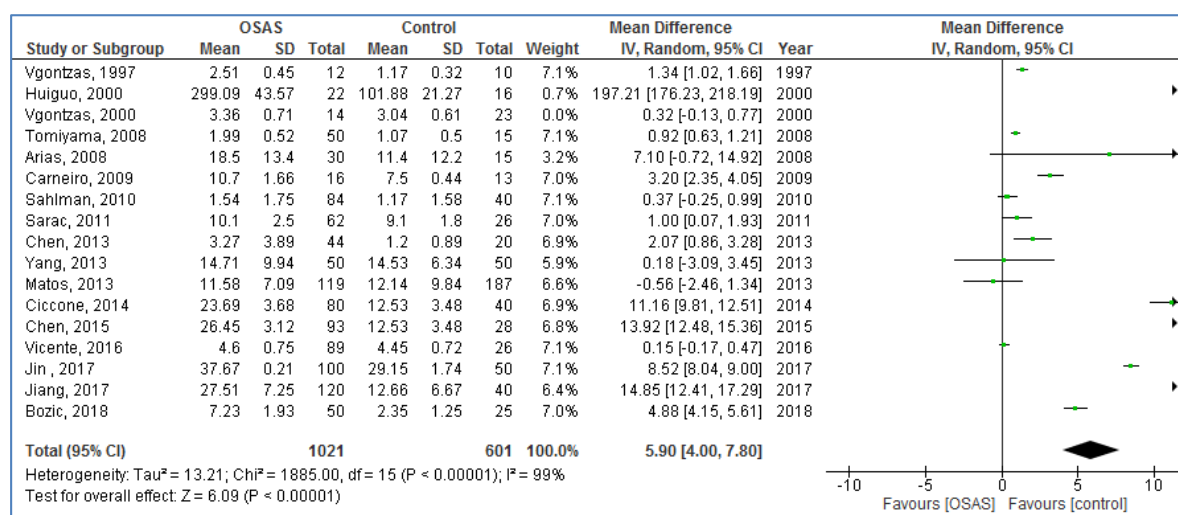 OSAS Control Mean Difference Mean Difference
Study or Subgroup Mean SD Total Mean SD Total Weight IV, Random, 95% CI Year IV, Random, 95% CI
Vgontzas, 1997 2.51 0.45 12 1.17 0.32 10 7.1% 1.34 [1.02, 1.66] 1997
Huiguo, 2000 299.09 43.57 22 101.88 21.27 16 0.7% 197.21 [176.23, 218.19] 2000
Vgontzas, 2000 3.36 0.71 14 3.04 0.61 23 0.0% 0.32 [-0.13, 0.77] 2000
Tomiyama, 2008 1.99 0.52 50 1.07 0.5 15 7.1% 0.92 [0.63, 1.21] 2008
Arias, 2008 18.5 13.4 30 11.4 12.2 15 3.2% 7.10 [-0.72, 14.92] 2008
Carneiro, 2009 10.7 1.66 16 7.5 0.44 13 7.0% 3.20 [2.35, 4.05] 2009
Sahlman, 2010 1.54 1.75 84 1.17 1.58 40 7.1% 0.37 [-0.25, 0.99] 2010
Sarac, 2011 10.1 2.5 62 9.1 1.8 26 7.0% 1.00 [0.07, 1.93] 2011
Chen, 2013 3.27 3.89 44 1.2 0.89 20 6.9% 2.07 [0.86, 3.28] 2013
Yang, 2013 14.71 9.94 50 14.53 6.34 50 5.9% 0.18 [-3.09, 3.45] 2013
Matos, 2013 11.58 7.09 119 12.14 9.84 187 6.7% -0.56 [-2.46, 1.34] 2013
Ciccone, 2014 23.69 3.68 80 12.53 3.48 40 6.9% 11.16 [9.81, 12.51] 2014
Chen, 2015 26.45 3.12 93 12.53 3.48 28 6.8% 13.92 [12.48, 15.36] 2015
Vicente, 2016 4.6 0.75 89 4.45 0.72 26 7.1% 0.15 [-0.17, 0.47] 2016
Jin , 2017 37.67 0.21 100 29.15 1.74 50 7.1% 8.52 [8.04, 9.00] 2017
Jiang, 2017 27.51 7.25 120 12.66 6.67 40 6.4% 14.85 [12.41, 17.29] 2017
Bozic, 2018 7.23 1.93 50 2.35 1.25 25 7.0% 4.88 [4.15, 5.61] 2018
Total (95% CI) 1021 601 100.0% 5.90 [4.00, 7.80]
Heterogeneity: Tau² = 13.21; Chi² = 1885.00, df = 15 (P < 0.00001); I² = 99%
Test for overall effect: Z = 6.09 (P < 0.00001)
-10 -5 0 5 10
Favours [OSAS] Favours [control]